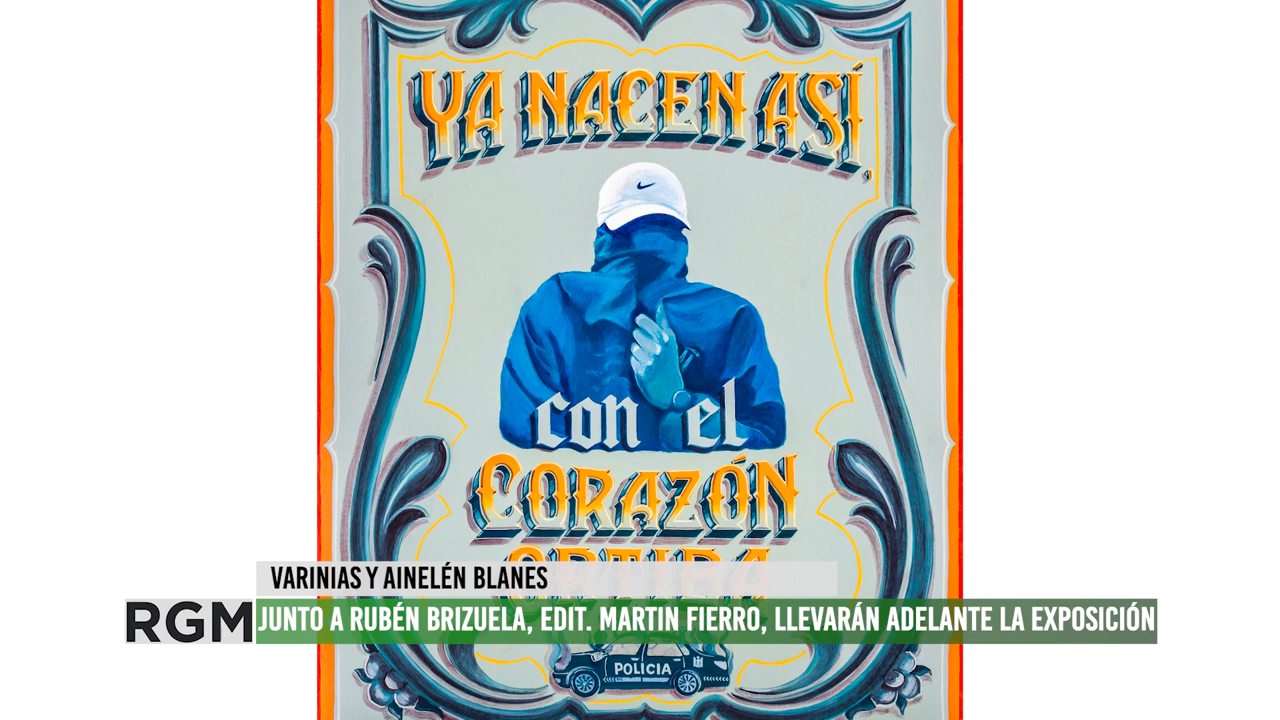 YA NACEN ASÍ,
con el
CORAZÓN
VARINIAS Y AINELÉN BLANES
RGM
JUNTO A RUBÉN BRIZUELA, EDIT. MARTIN FIERRO, LLEVARÁN ADELANTE LA EXPOSICIÓN
POLICIA